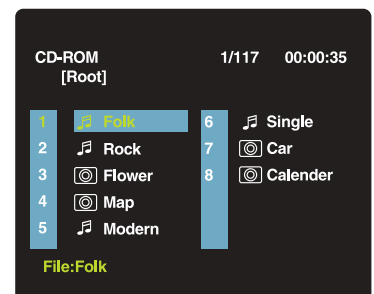 CD-ROM 1/117 00:00:35
[Root]
1 Folk 6 Single
2 Rock 7 Car
3 Flower 8 Calender
4 Map
5 Modern
File:Folk